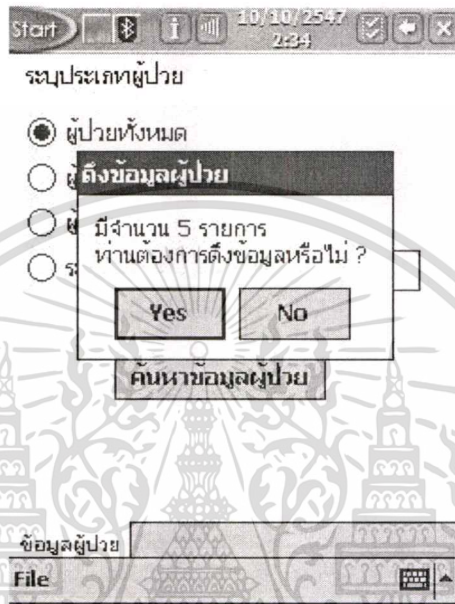 Start 10/10/2547
2:34
ระบุประเภทผู้ป่วย
ผู้ป่วยทั้งหมด
ดึงข้อมูลผู้ป่วย
มีจำนวน 5 รายการ
ท่านต้องการดึงข้อมูลหรือไม่ ?
Yes No
ค้นหาข้อมูลผู้ป่วย
ข้อมูลผู้ป่วย
File